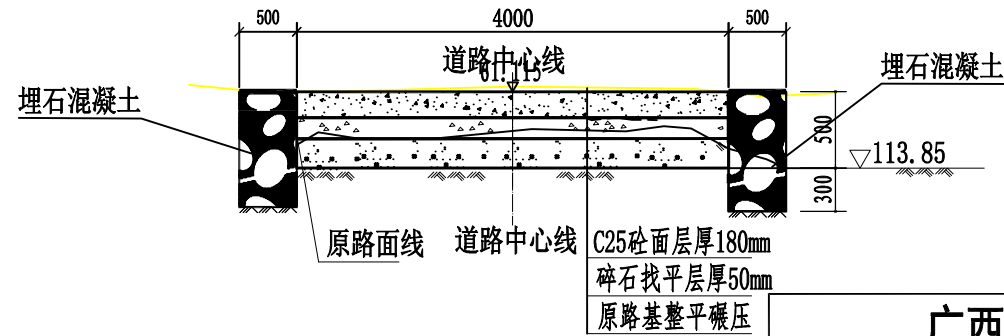 500
4000
500
道路中心线
61.115
埋石混凝土
埋石混凝土
500
113.85
300
原路面线
道路中心线
C25砼面层厚180mm
碎石找平层厚50mm
原路基整平碾压
广西